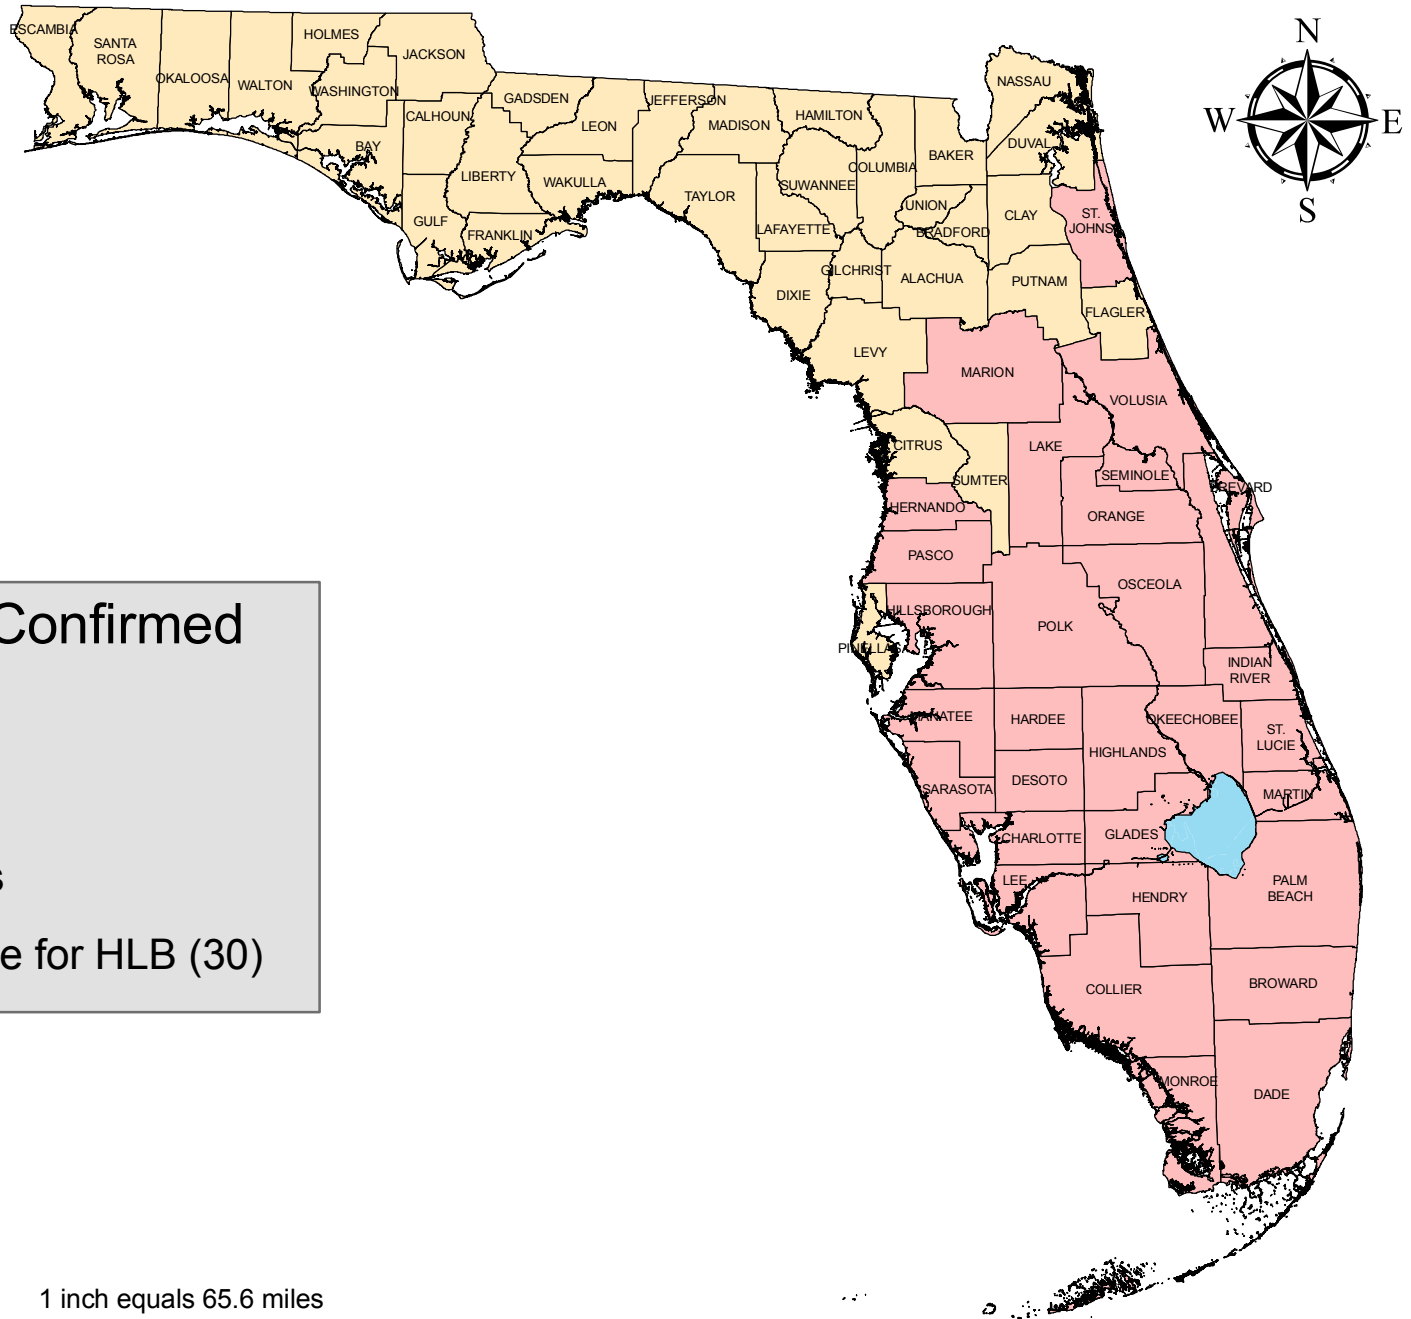 N
W
E
S
ESCAMBIA
SANTA
ROSA
OKALOOSA
WALTON
HOLMES
WASHINGTON
JACKSON
BAY
CALHOUN
GULF
LIBERTY
GADSDEN
FRANKLIN
LEON
WAKULLA
JEFFERSON
MADISON
TAYLOR
HAMILTON
SUWANNEE
LAFAYETTE
DIXIE
COLUMBIA
GILCHRIST
BAKER
UNION
BRADFORD
ALACHUA
NASSAU
DUVAL
CLAY
ST.
JOHNS
PUTNAM
FLAGLER
LEVY
MARION
VOLUSIA
CITRUS
SUMTER
LAKE
SEMINOLE
BREVARD
HERNANDO
ORANGE
PASCO
OSCEOLA
HILLSBOROUGH
POLK
PINELLAS
INDIAN
RIVER
MANATEE
HARDEE
HIGHLANDS
OKEECHOBEE
ST.
LUCIE
SARASOTA
DESOTO
MARTIN
CHARLOTTE
GLADES
LEE
HENDRY
PALM
BEACH
COLLIER
BROWARD
MONROE
DADE
Confirmed
s
e for HLB (30)
1 inch equals 65.6 miles